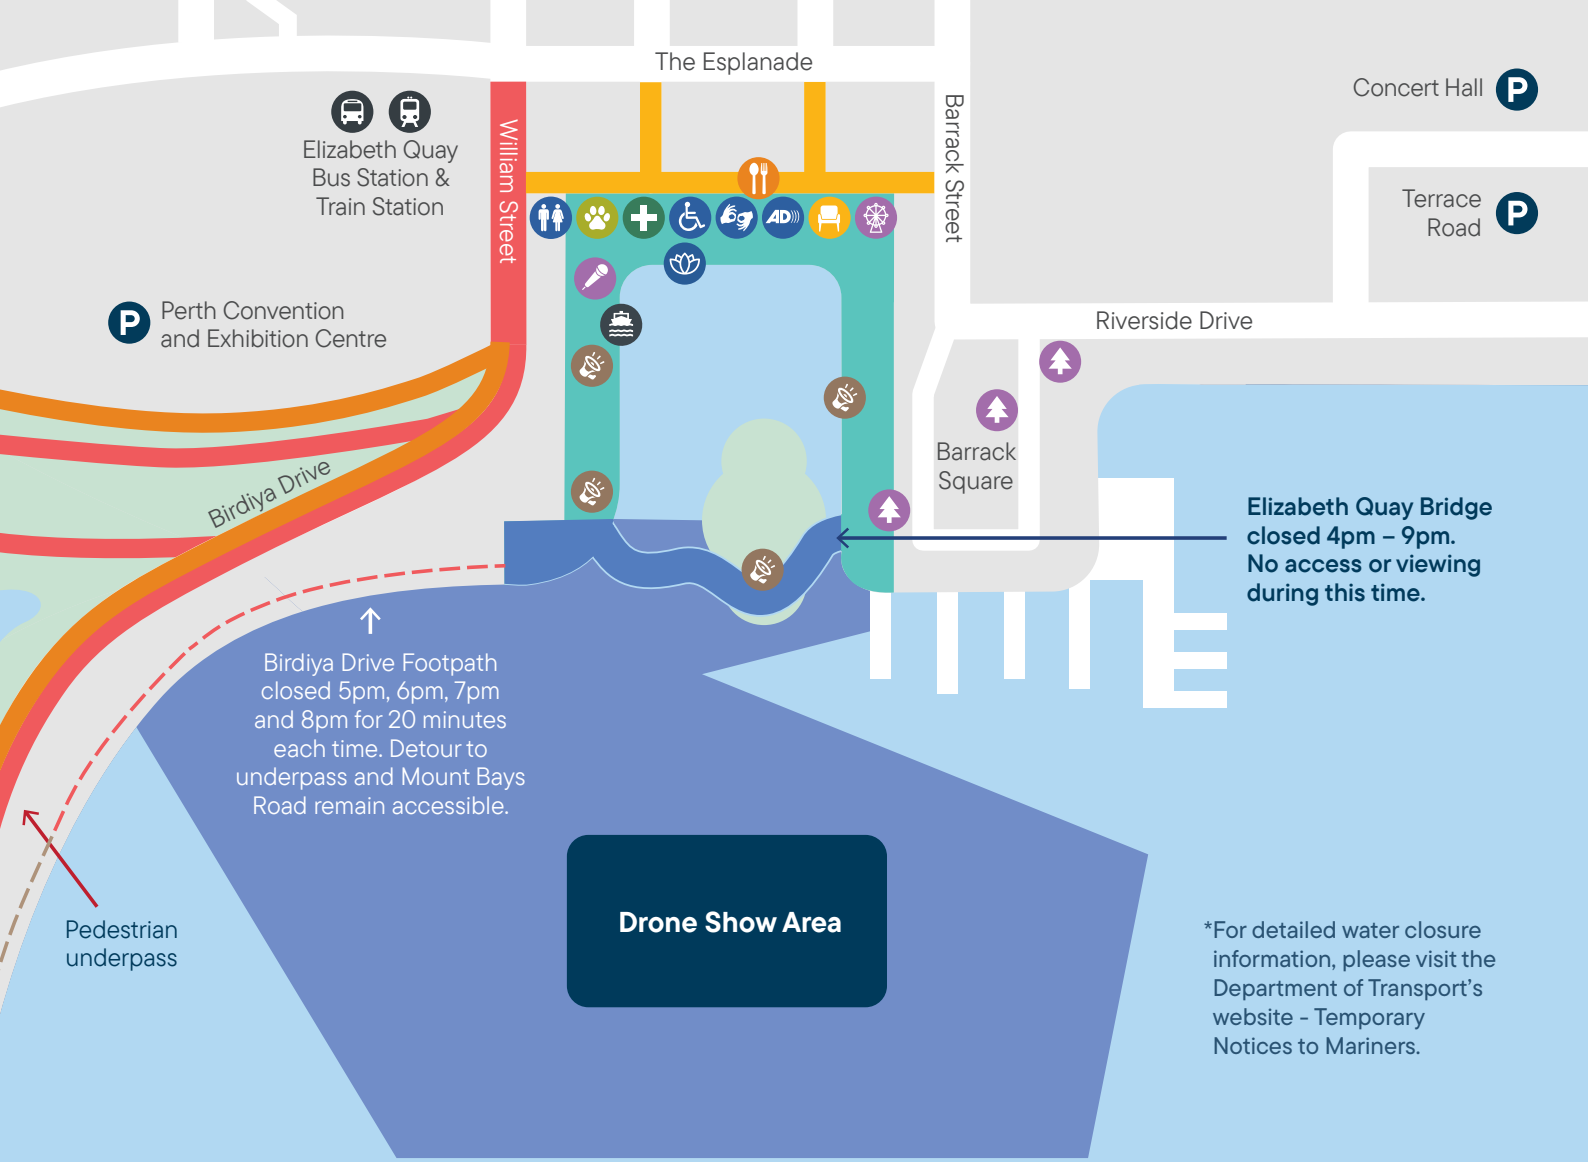 The Esplanade
Concert Hall P
Barrack Street
William Street
Elizabeth Quay
Bus Station &
Train Station
Terrace
Road
P
AD
P
Perth Convention
and Exhibition Centre
Riverside Drive
Barrack
Square
Birdiya Drive
Elizabeth Quay Bridge
closed 4pm – 9pm.
No access or viewing
during this time.
Birdiya Drive Footpath
closed 5pm, 6pm, 7pm
and 8pm for 20 minutes
each time. Detour to
underpass and Mount Bays
Road remain accessible.
Pedestrian
underpass
Drone Show Area
*For detailed water closure
information, please visit the
Department of Transport's
website - Temporary
Notices to Mariners.